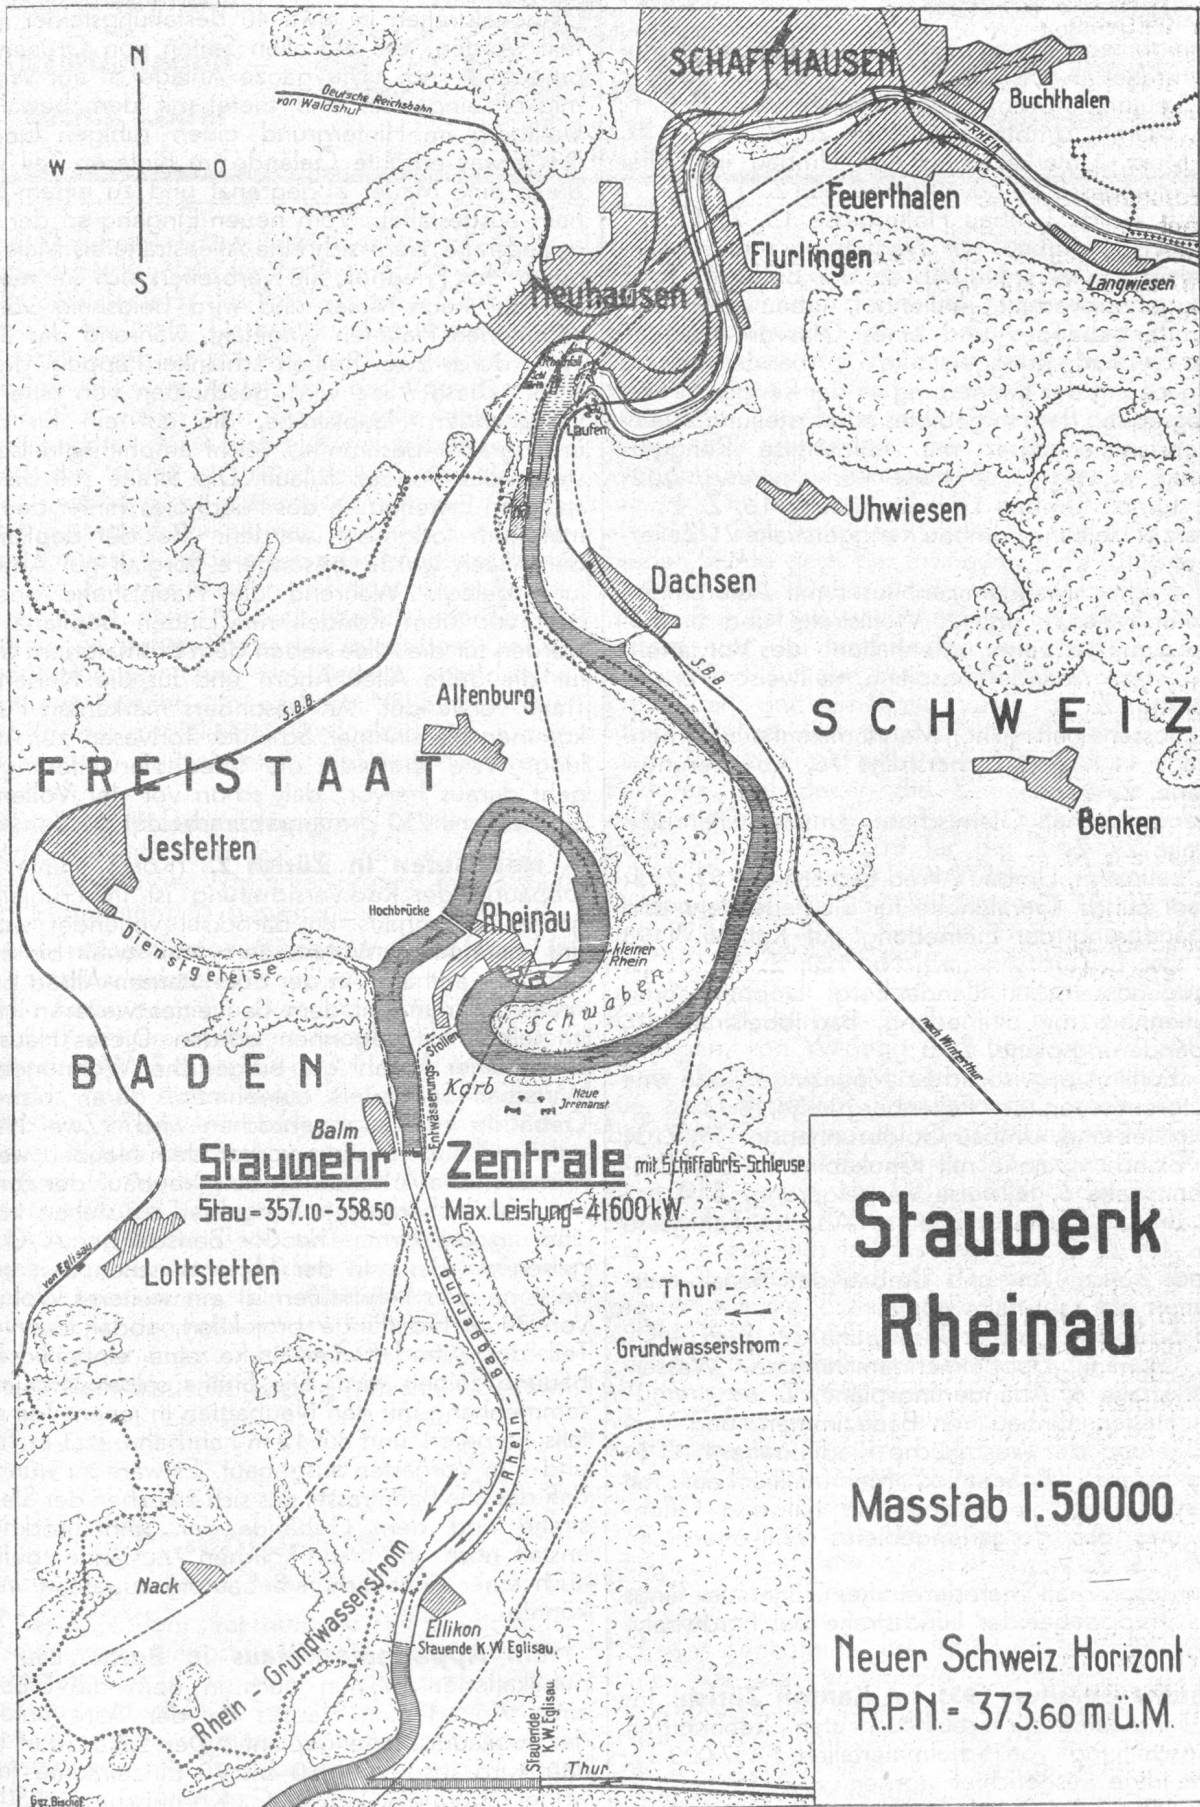 N
W
O
S
Deutsche Reichsbahn
von Waldshut
SCHAFFHAUSEN
Buchthalen
RHEIN
Feuerthalen
Flurlingen
Langwiesen
Neuhausen
Laufen
Uhwiesen
Dachsen
S.B.B
S.B.B
Altenburg
SCHWEIZ
FREISTAAT
Benken
Jestetten
Hochbrücke
Rheinau
kleiner
Rhein
Dienstgeleise
Schwaben
nach Winterthur
BADEN
Entwässerungs-Stollen
Korb
Neue
Irrenanst.
Balm
Stauwehr
Stau=357.10-358.50
Zentrale mit Schiffahrts-Schleuse
Max. Leistung=41600 kW
von Eglisau
Lottstetten
Baggerung
Rhein
Thur-
Grundwasserstrom
Stauwerk
Rheinau
Masstab 1:50000
Nack
Rhein-Grundwasserstrom
Ellikon
Stauende K.W. Eglisau.
Stauende
K.W. Eglisau.
Thur
Neuer Schweiz Horizont
R.P.N. = 373.60 m ü. M.
Gez. Bischof.